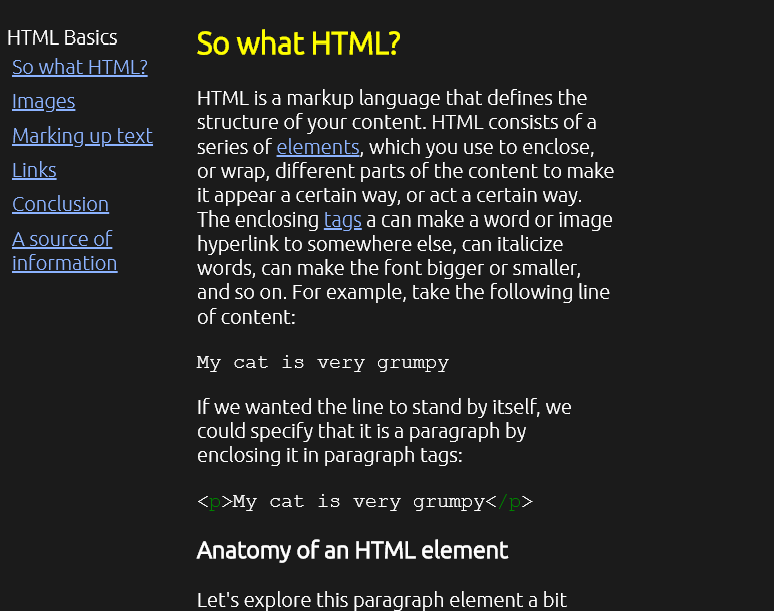 HTML Basics
So what HTML?
Images
Marking up text
Links
Conclusion
A source of
information
So what HTML?
HTML is a markup language that defines the
structure of your content. HTML consists of a
series of elements, which you use to enclose,
or wrap, different parts of the content to make
it appear a certain way, or act a certain way.
The enclosing tags a can make a word or image
hyperlink to somewhere else, can italicize
words, can make the font bigger or smaller,
and so on. For example, take the following line
of content:
My cat is very grumpy
If we wanted the line to stand by itself, we
could specify that it is a paragraph by
enclosing it in paragraph tags:
<p>My cat is very grumpy</p>
Anatomy of an HTML element
Let's explore this paragraph element a bit